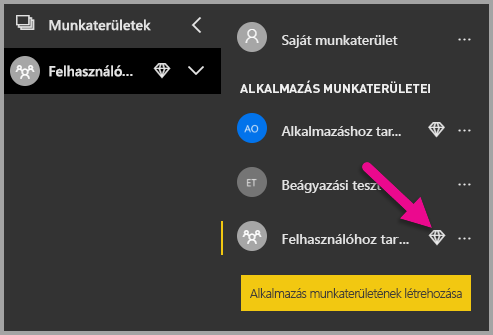 Munkaterületek
Felhasználó...
Saját munkaterület
ALKALMAZÁS MUNKATERÜLETEI
AO Alkalmazáshoz tar...
ET Beágyazási teszt
Felhasználóhoz tar...
Alkalmazás munkaterületének létrehozása